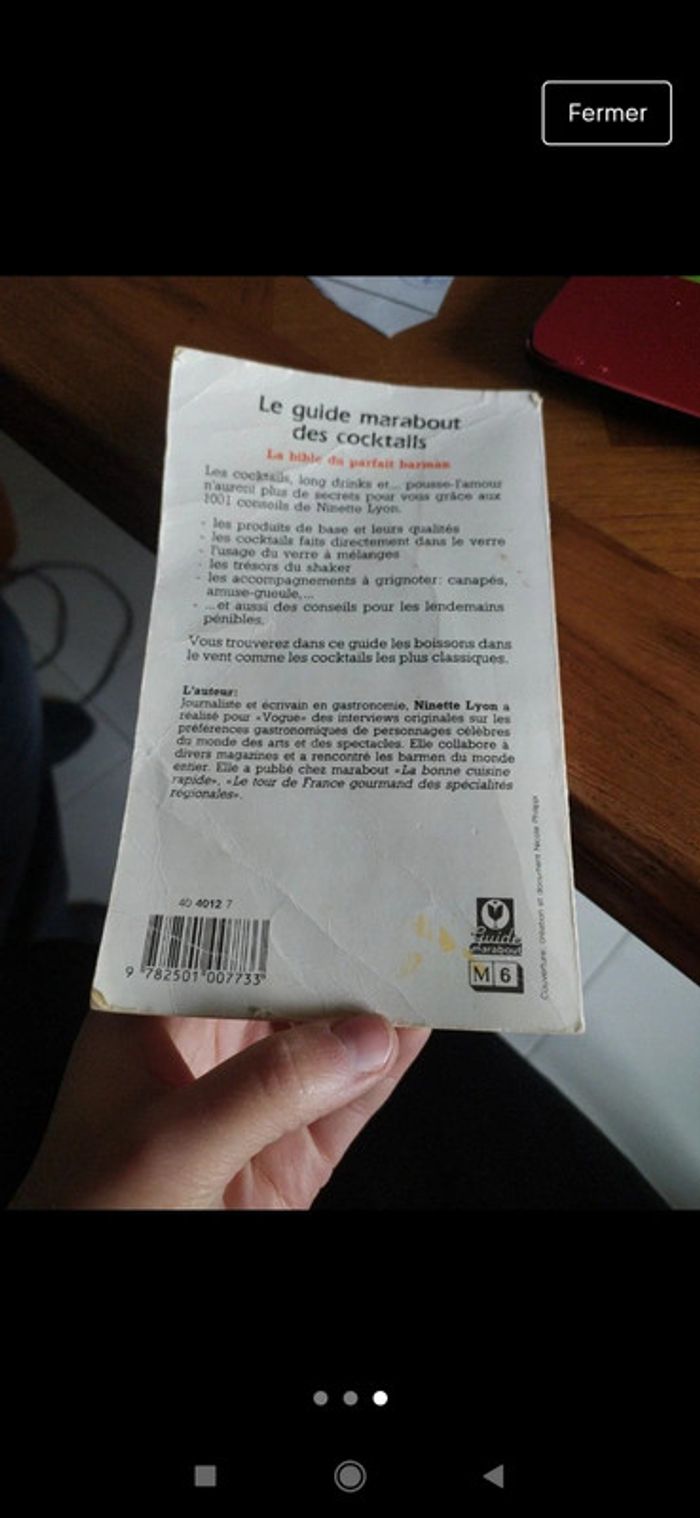 Fermer
Le guide marabout
des cocktails
La bible du parfait barman
Les cocktails, long drinks et... pousse-l'amour
n'auront plus de secrets pour vous grâce aux
1001 conseils de Ninette Lyon.
- les produits de base et leurs qualités
- les cocktails faits directement dans le verre
- l'usage du verre à mélanges
- les trésors du shaker
- les accompagnements à grignoter: canapés,
amuse-gueule,...
- ...et aussi des conseils pour les lendemains
pénibles.
Vous trouverez dans ce guide les boissons dans
le vent comme les cocktails les plus classiques.
L'auteur:
Journaliste et écrivain en gastronomie, Ninette Lyon a
réalisé pour «Vogue» des interviews originales sur les
préférences gastronomiques de personnages célèbres
du monde des arts et des spectacles. Elle collabore à
divers magazines et a rencontré les barmen du monde
entier. Elle a publié chez marabout «La bonne cuisine
rapide», «Le tour de France gourmand des spécialités
régionales».
40 4012 7
9 782501 007733
Guide
marabout
M 6
Couverture: création et document Nicole Philippi